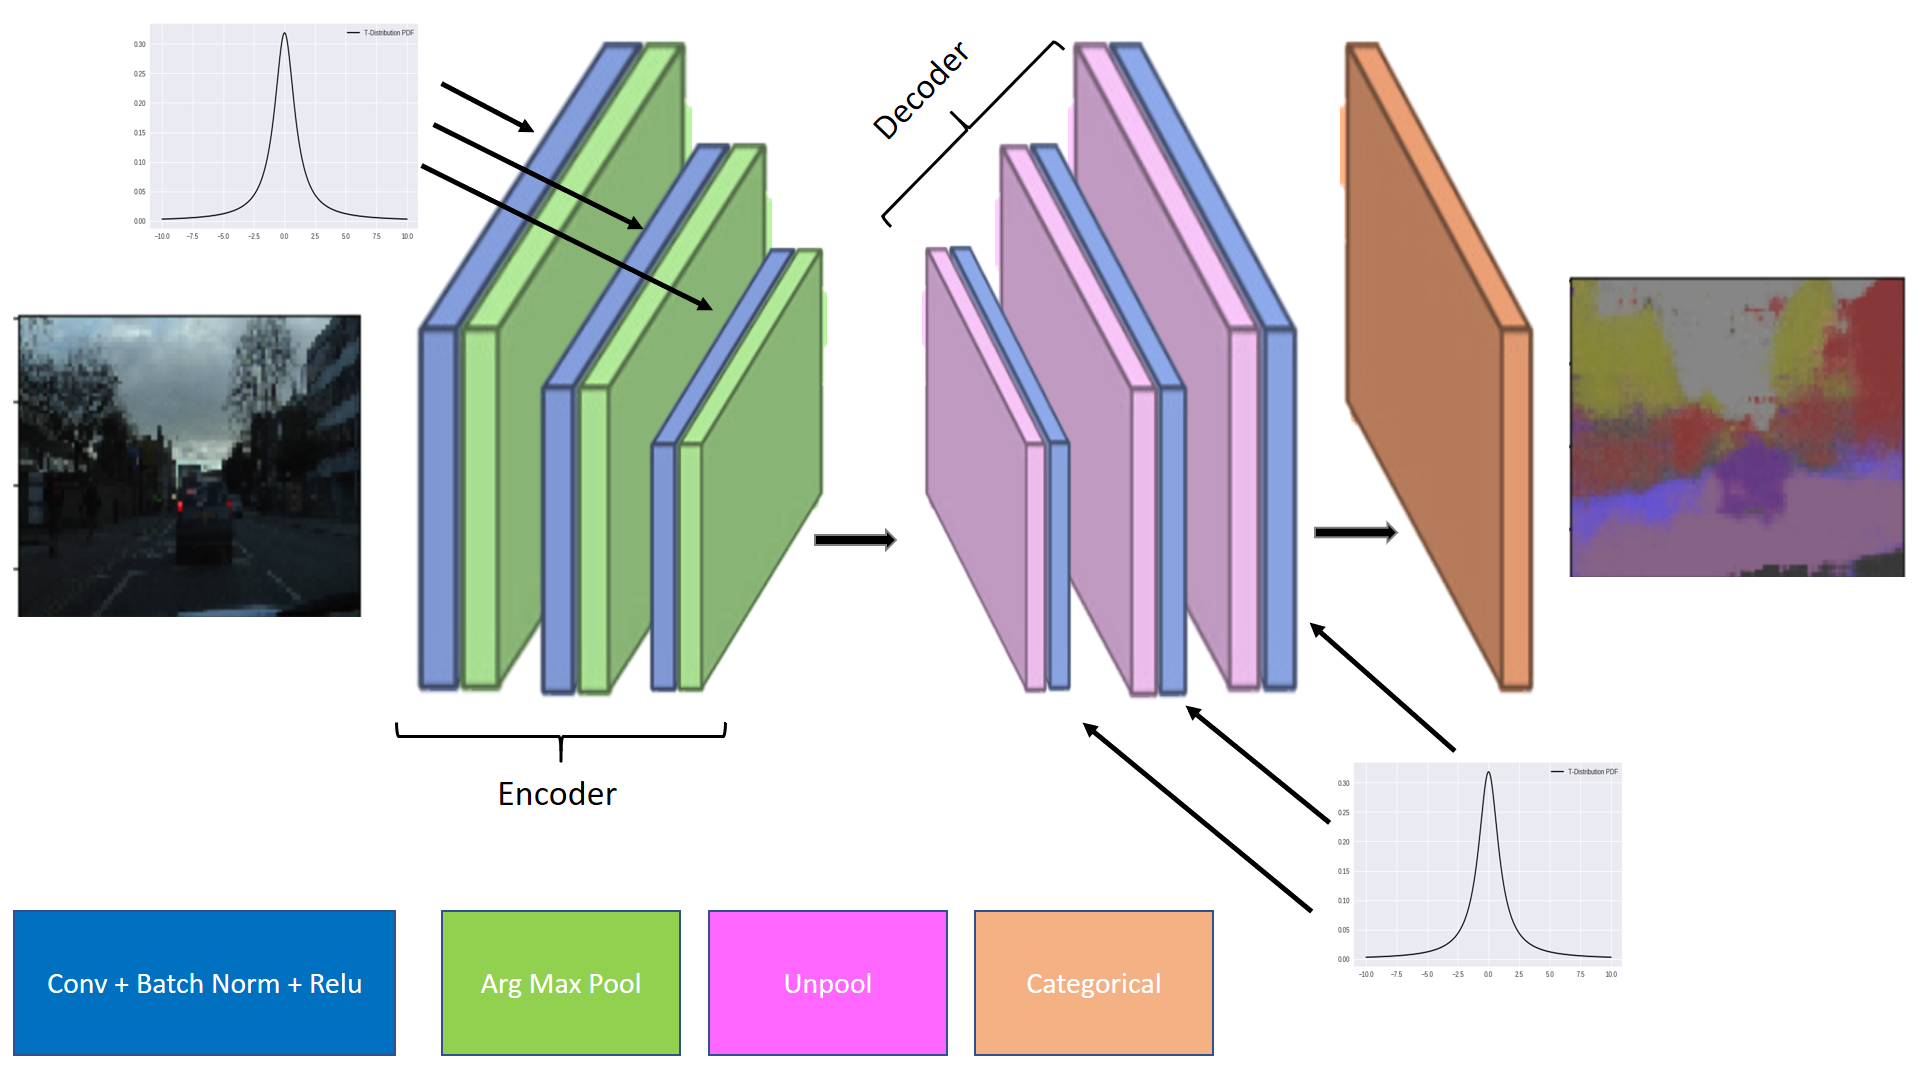 T-Distribution PDF
0.30
0.25
0.20
0.15
0.10
0.05
0.00
−10.0 −7.5 −5.0 −2.5 0.0 2.5 5.0 7.5 10.0
Decoder
Encoder
T-Distribution PDF
0.30
0.25
0.20
0.15
0.10
0.05
0.00
−10.0 −7.5 −5.0 −2.5 0.0 2.5 5.0 7.5 10.0
Conv + Batch Norm + Relu
Arg Max Pool
Unpool
Categorical